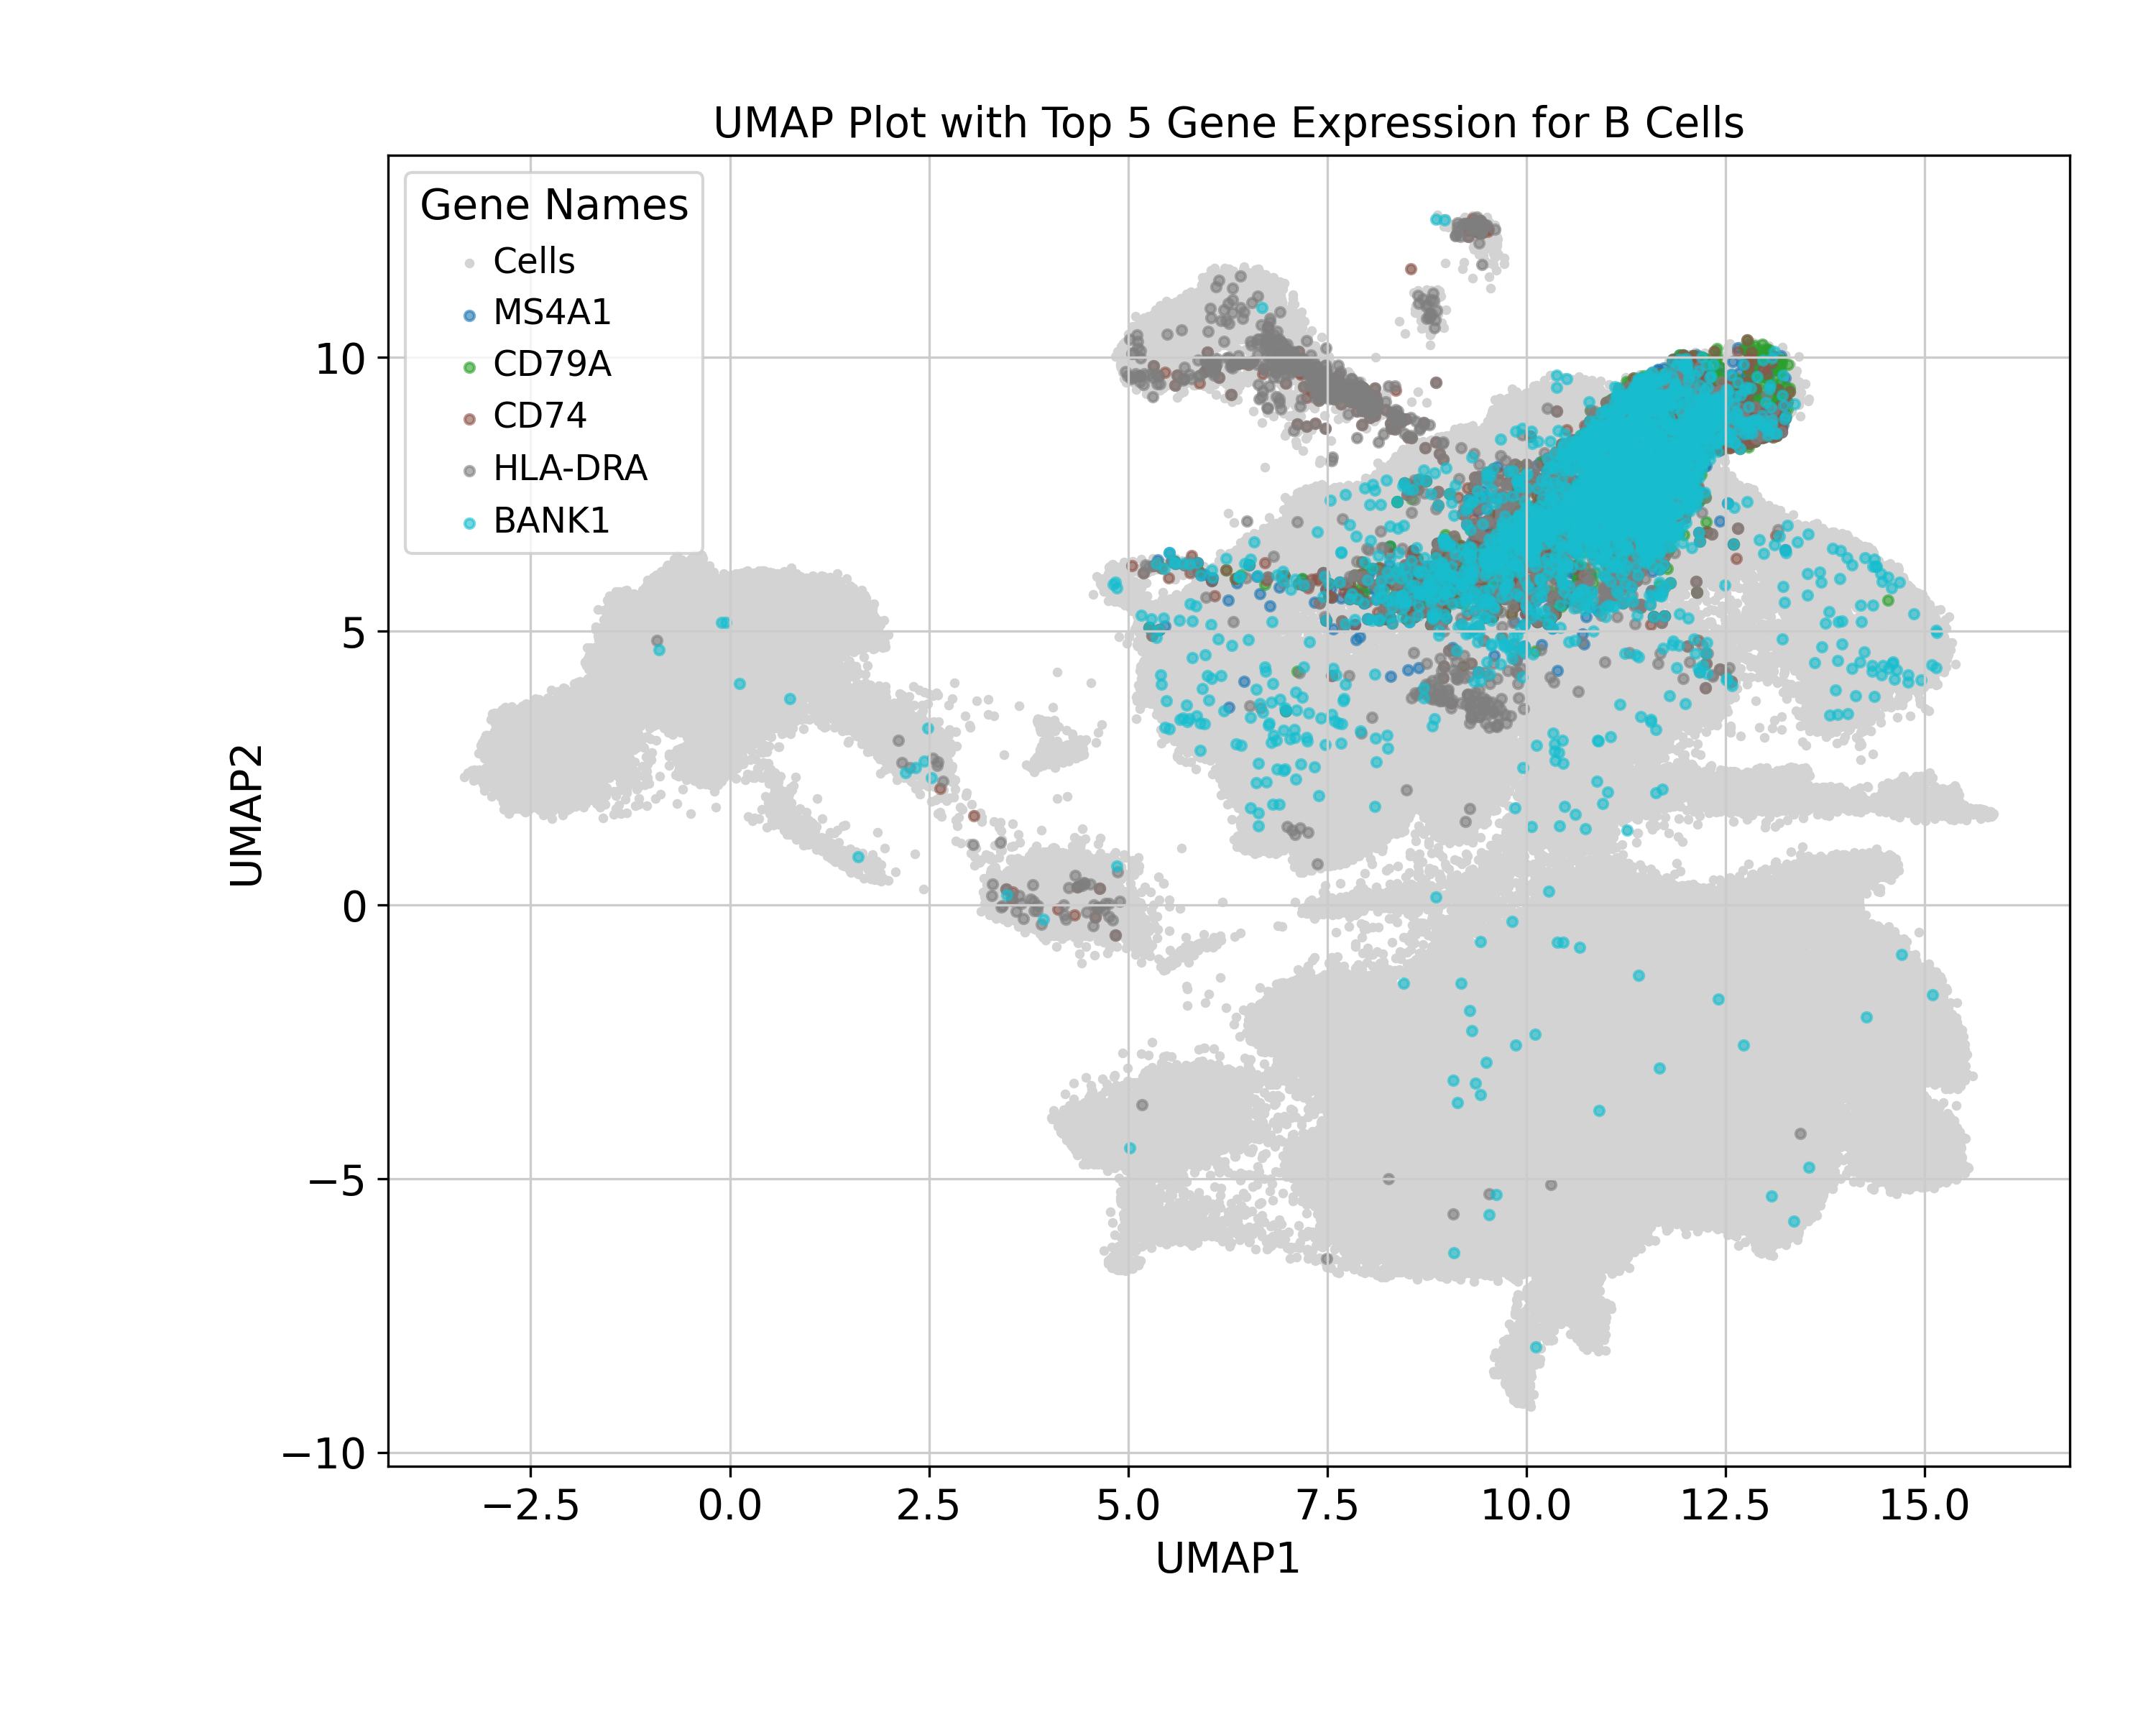 UMAP Plot with Top 5 Gene Expression for B Cells
Gene Names
Cells
MS4A1
CD79A
CD74
HLA-DRA
BANK1
10
5
0
−5
−10
UMAP2
−2.5 0.0 2.5 5.0 7.5 10.0 12.5 15.0
UMAP1